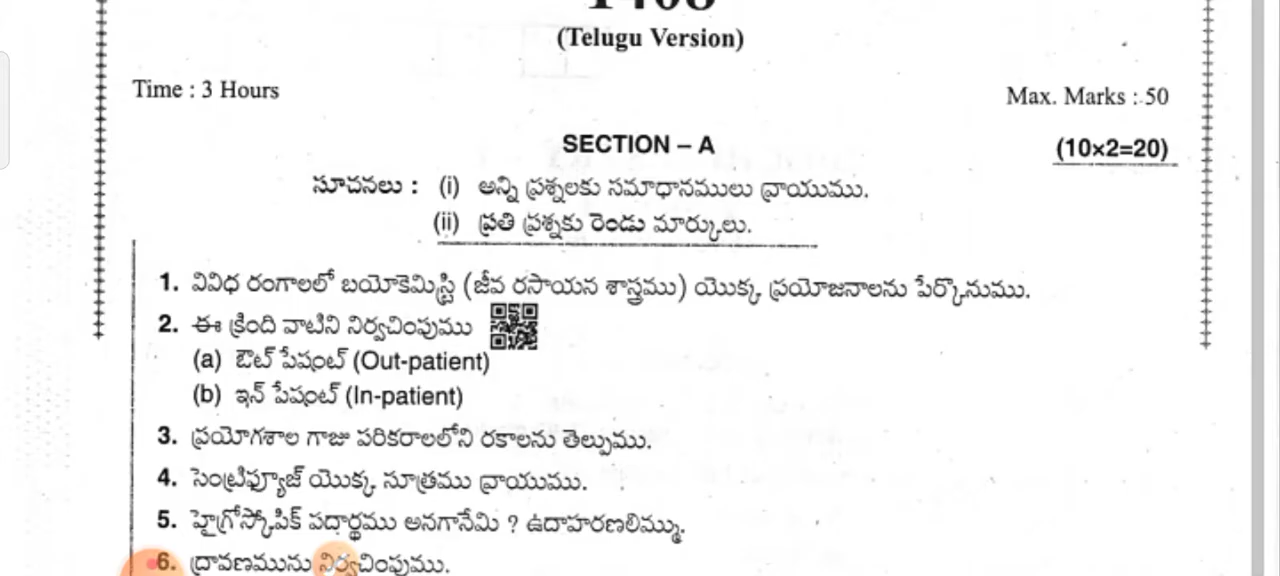 (Telugu Version)
Time : 3 Hours
Max. Marks : 50
SECTION – A
(10×2=20)
సూచనలు : (i) అన్ని ప్రశ్నలకు సమాధానములు వ్రాయుము.
(ii) ప్రతి ప్రశ్నకు రెండు మార్కులు.
1. వివిధ రంగాలలో బయోకెమిస్ట్రి (జీవ రసాయన శాస్త్రము) యొక్క ప్రయోజనాలను పేర్కొనుము.
2. ఈ క్రింది వాటిని నిర్వచింపుము
(a) ఔట్ పేషంట్ (Out-patient)
(b) ఇన్ పేషంట్ (In-patient)
3. ప్రయోగశాల గాజు పరికరాలలోని రకాలను తెల్పుము.
4. సెంట్రిఫ్యూజ్ యొక్క సూత్రము వ్రాయుము.
5. హైగ్రోస్కోపిక్ పదార్థము అనగానేమి ? ఉదాహరణలిమ్ము.
6. ద్రావణమును నిర్వచింపుము.